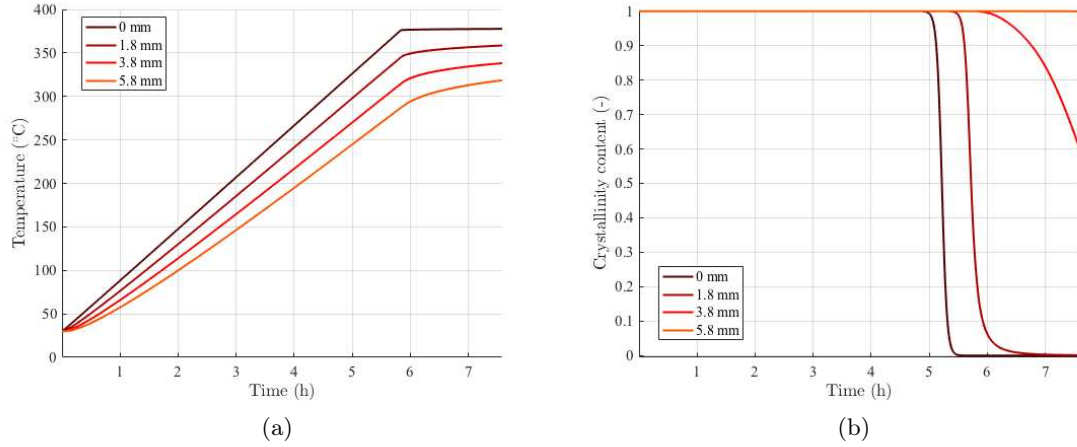 400
350
300
250
200
150
100
50
0
Temperature (°C)
0 mm
1.8 mm
3.8 mm
5.8 mm
1 2 3 4 5 6 7
Time (h)
(a)
1
0.9
0.8
0.7
0.6
0.5
0.4
0.3
0.2
0.1
0
Crystallinity content (-)
0 mm
1.8 mm
3.8 mm
5.8 mm
1 2 3 4 5 6 7
Time (h)
(b)